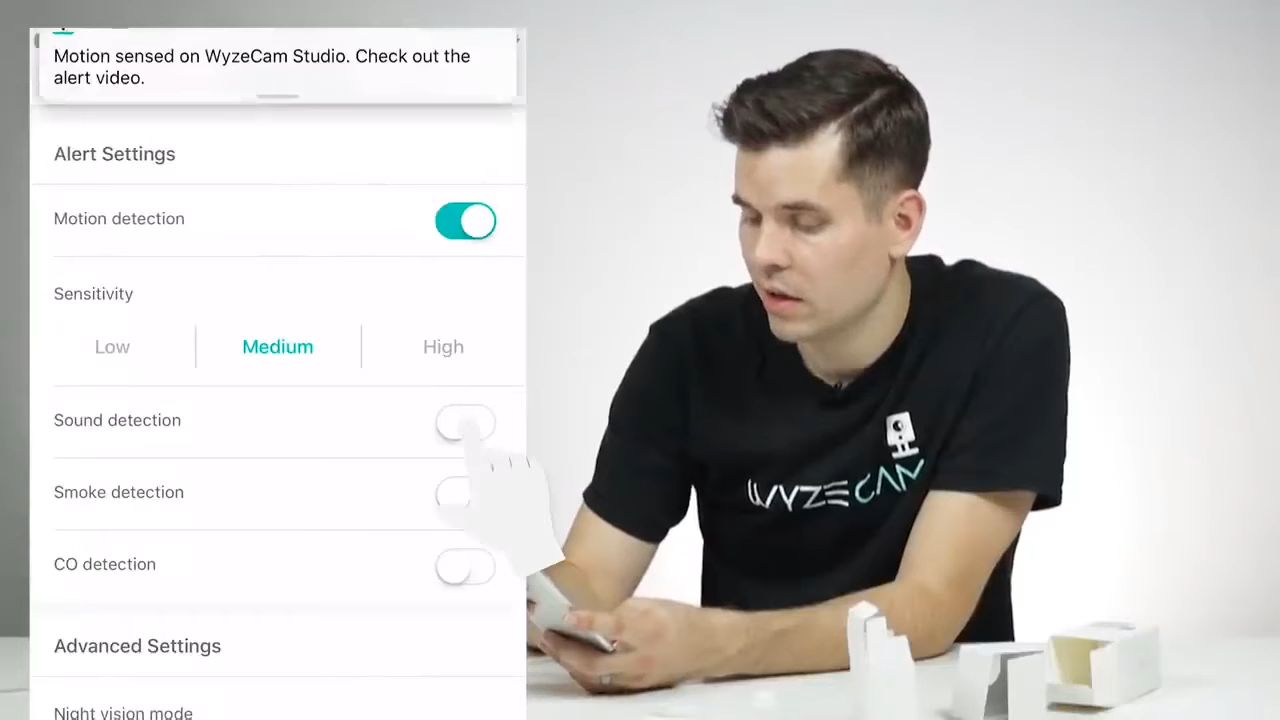 Motion sensed on WyzeCam Studio. Check out the
alert video.
Alert Settings
Motion detection
Sensitivity
Low Medium High
Sound detection
Smoke detection
CO detection
Advanced Settings
Night vision mode
WYZECAM